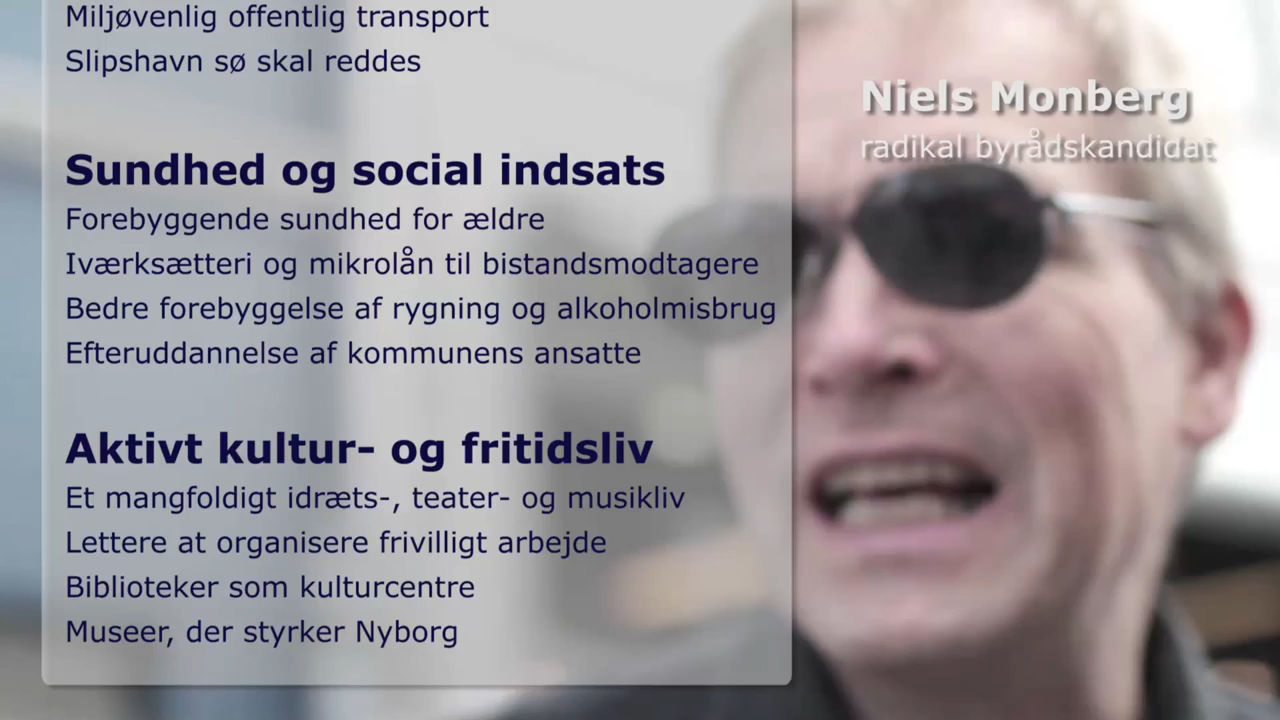 Miljøvenlig offentlig transport
Slipshavn sø skal reddes
Niels Monberg
radikal byrådskandidat
Sundhed og social indsats
Forebyggende sundhed for ældre
Iværksætteri og mikrolån til bistandsmodtagere
Bedre forebyggelse af rygning og alkoholmisbrug
Efteruddannelse af kommunens ansatte
Aktivt kultur- og fritidsliv
Et mangfoldigt idræts-, teater- og musikliv
Lettere at organisere frivilligt arbejde
Biblioteker som kulturcentre
Museer, der styrker Nyborg